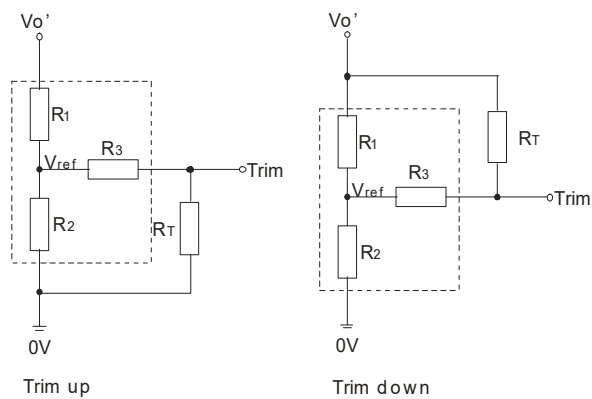 Vo’
R1
Vref
R3
Trim
R2
RT
0V
Trim up
Vo’
R1
RT
Vref
R3
Trim
R2
0V
Trim down